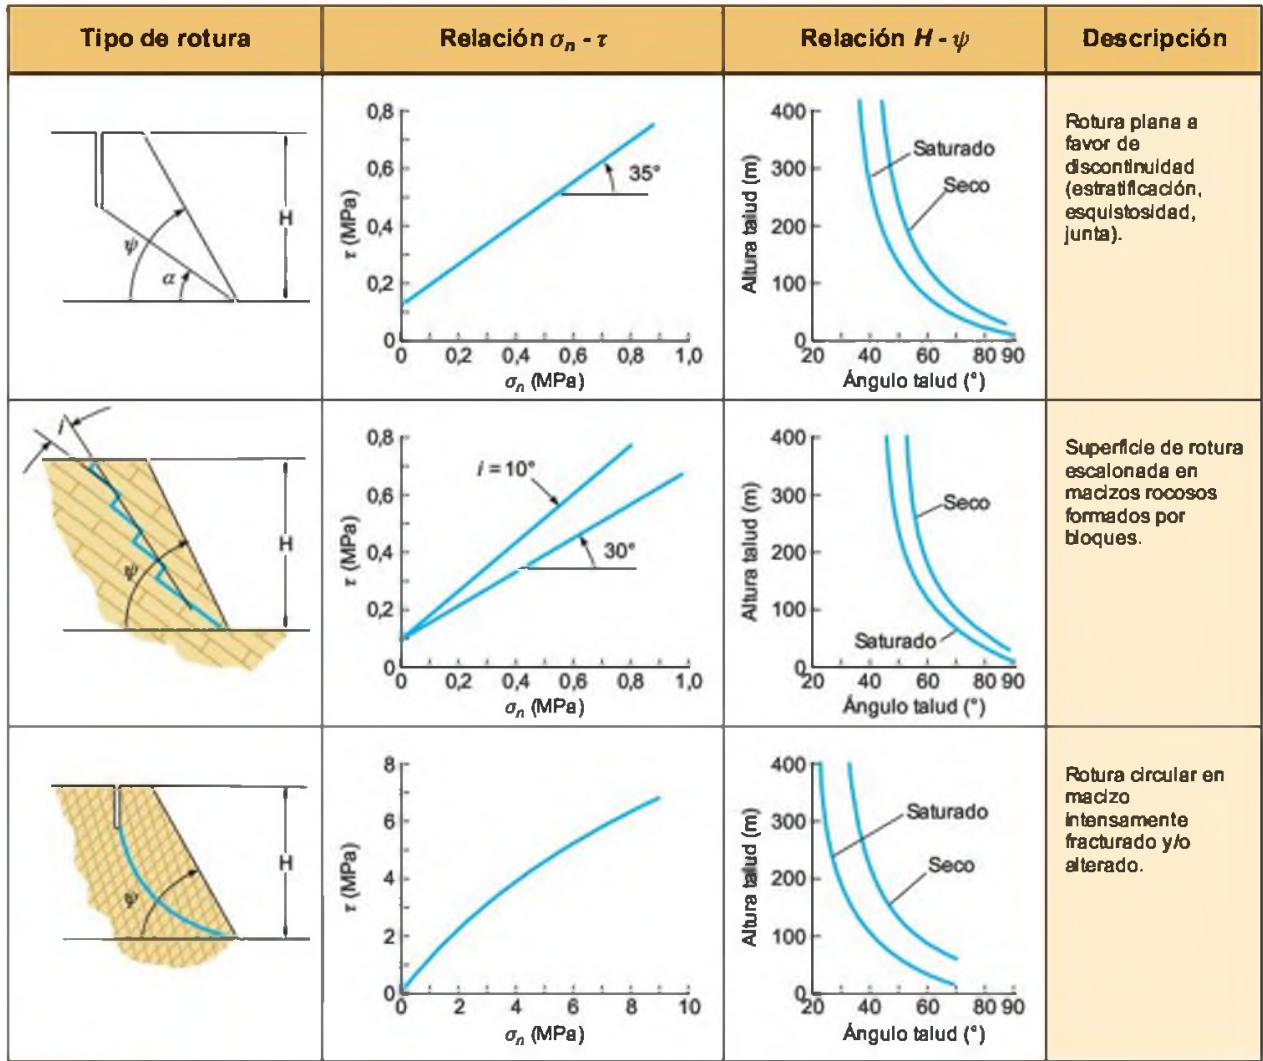 Tipo de rotura
Relación σn - τ
Relación H - ψ
Descripción
H
ψ
α
0,8
0,6
0,4
0,2
0
τ (MPa)
35°
0 0,2 0,4 0,6 0,8 1,0
σn (MPa)
400
300
200
100
0
Altura talud (m)
Saturado
Seco
20 40 60 80 90
Ángulo talud (°)
Rotura plana a
favor de
discontinuidad
(estratificación,
esquistosidad,
junta).
i
H
ψ
0,8
0,6
0,4
0,2
0
τ (MPa)
i = 10°
30°
0 0,2 0,4 0,6 0,8 1,0
σn (MPa)
400
300
200
100
0
Altura talud (m)
Seco
Saturado
20 40 60 80 90
Ángulo talud (°)
Superficie de rotura
escalonada en
macizos rocosos
formados por
bloques.
H
ψ
8
6
4
2
0
τ (MPa)
0 2 4 6 8 10
σn (MPa)
400
300
200
100
0
Altura talud (m)
Saturado
Seco
20 40 60 80 90
Ángulo talud (°)
Rotura circular en
macizo
intensamente
fracturado y/o
alterado.